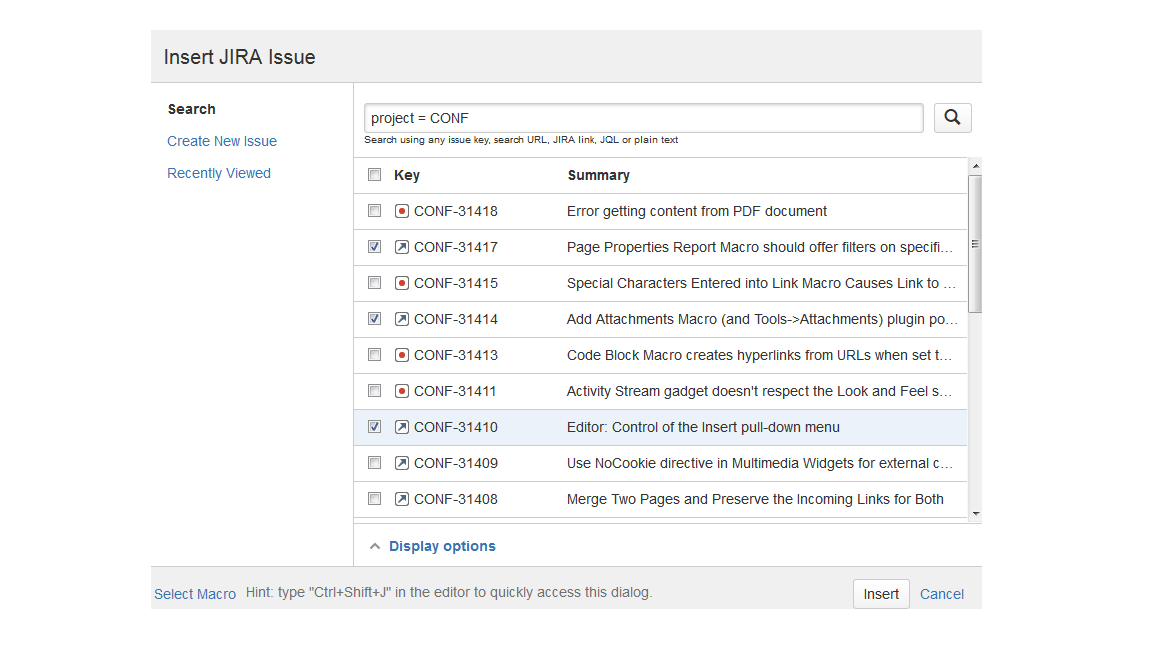 Insert JIRA Issue
Search
Create New Issue
Recently Viewed
project = CONF
Search using any issue key, search URL, JIRA link, JQL or plain text
Key Summary
CONF-31418 Error getting content from PDF document
CONF-31417 Page Properties Report Macro should offer filters on specifi...
CONF-31415 Special Characters Entered into Link Macro Causes Link to ...
CONF-31414 Add Attachments Macro (and Tools->Attachments) plugin po...
CONF-31413 Code Block Macro creates hyperlinks from URLs when set t...
CONF-31411 Activity Stream gadget doesn't respect the Look and Feel s...
CONF-31410 Editor: Control of the Insert pull-down menu
CONF-31409 Use NoCookie directive in Multimedia Widgets for external c...
CONF-31408 Merge Two Pages and Preserve the Incoming Links for Both
Display options
Select Macro Hint: type "Ctrl+Shift+J" in the editor to quickly access this dialog. Insert Cancel